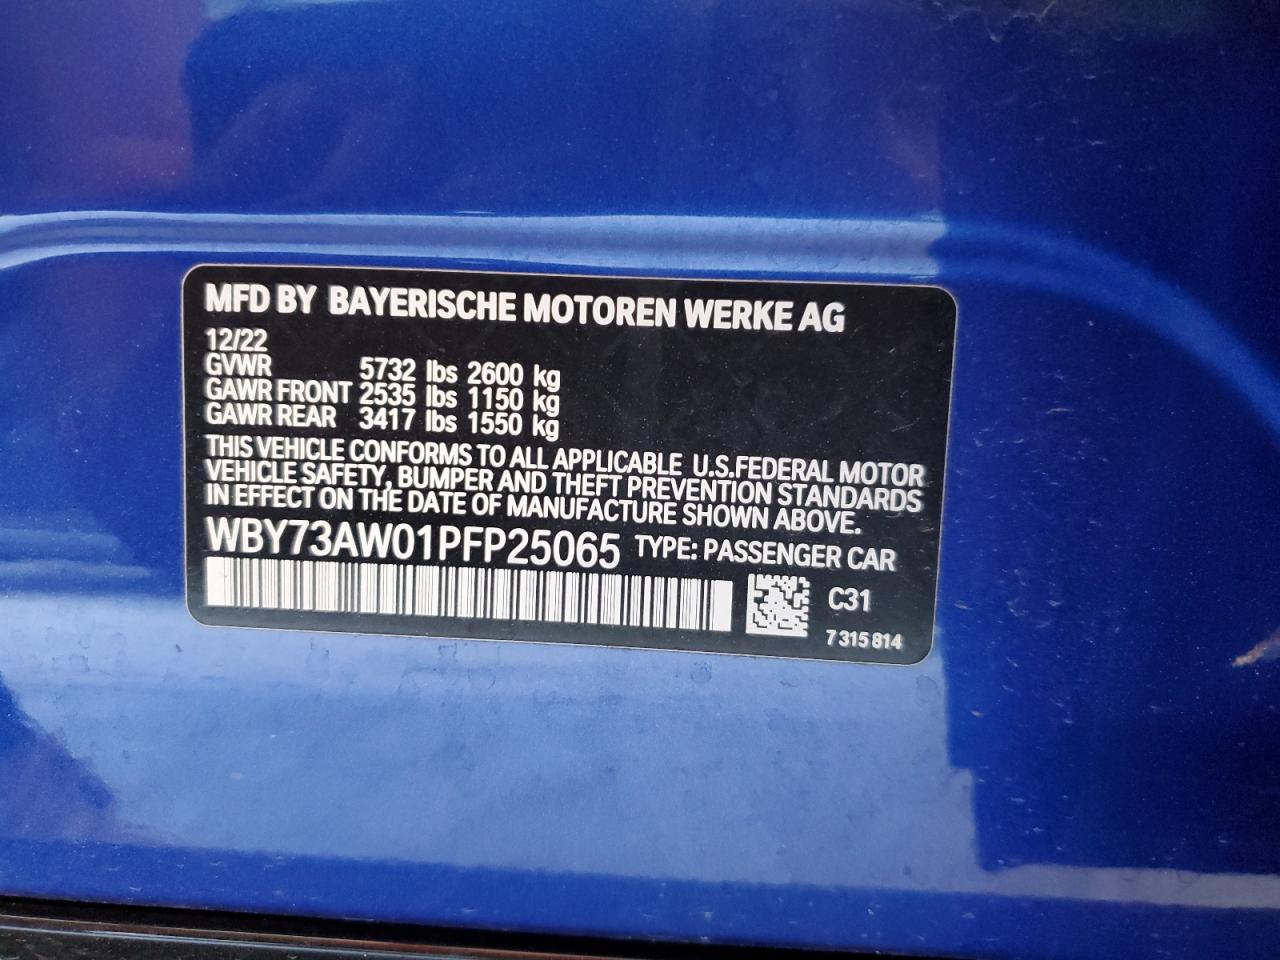 MFD BY BAYERISCHE MOTOREN WERKE AG
12/22
GVWR 5732 lbs 2600 kg
GAWR FRONT 2535 lbs 1150 kg
GAWR REAR 3417 lbs 1550 kg
THIS VEHICLE CONFORMS TO ALL APPLICABLE U.S.FEDERAL MOTOR
VEHICLE SAFETY, BUMPER AND THEFT PREVENTION STANDARDS
IN EFFECT ON THE DATE OF MANUFACTURE SHOWN ABOVE.
WBY73AW01PFP25065 TYPE: PASSENGER CAR
C31
7 315 814